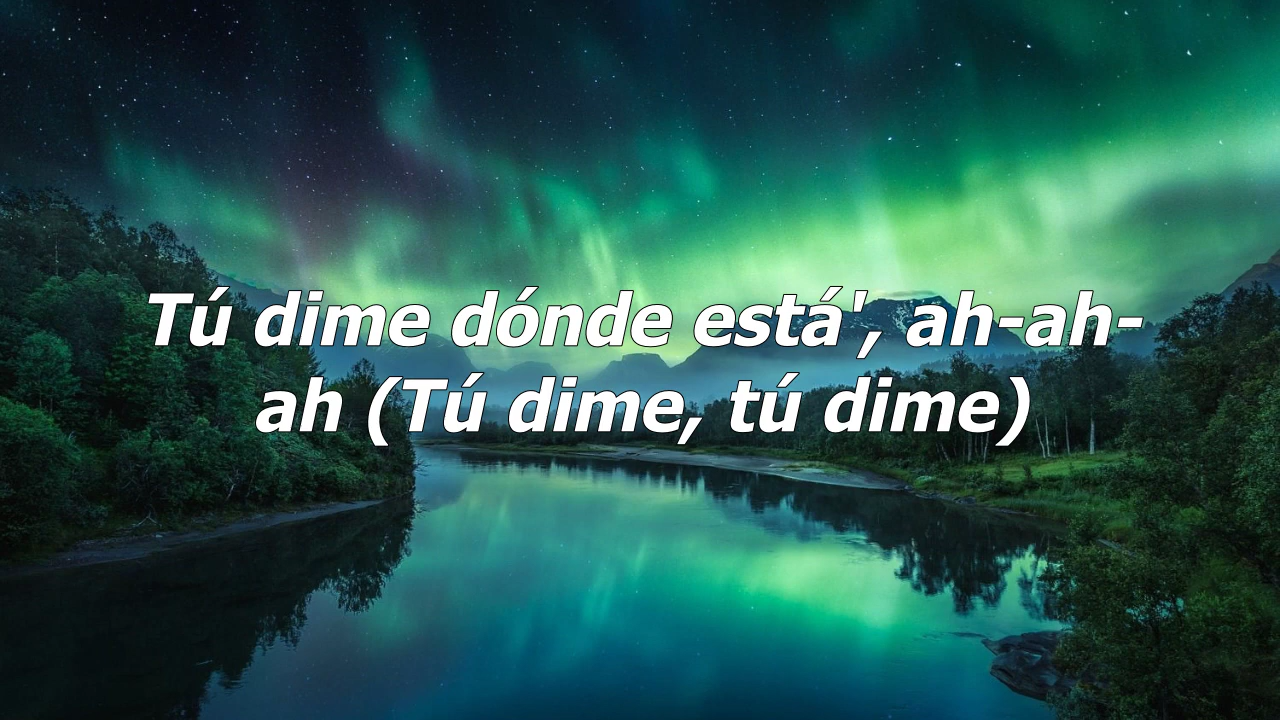 Tú dime dónde está', ah-ah-
ah (Tú dime, tú dime)